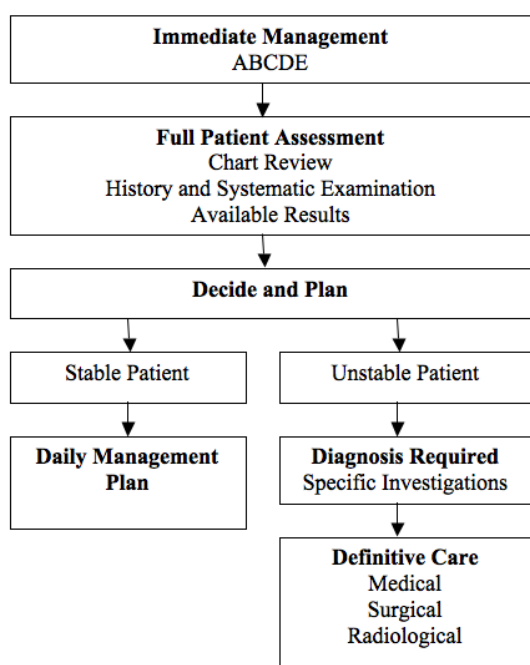 Immediate Management
ABCDE
Full Patient Assessment
Chart Review
History and Systematic Examination
Available Results
Decide and Plan
Stable Patient
Unstable Patient
Daily Management
Plan
Diagnosis Required
Specific Investigations
Definitive Care
Medical
Surgical
Radiological